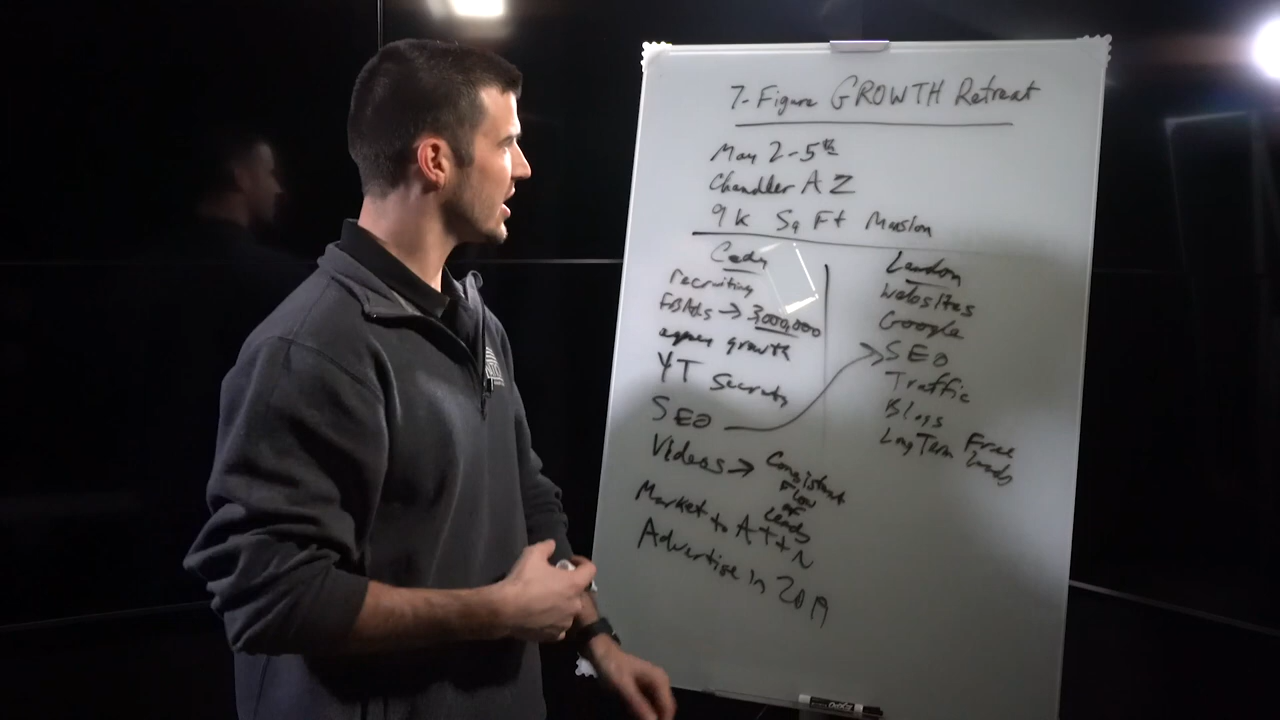 7-Figure GROWTH Retreat
May 2-5th
Chandler AZ
9k Sq Ft Mansion
Cody
recruiting
FB Ads → 3,000,000
agency growth
YT Secrets
SEO
Videos → Consistent
Flow
of
Leads
Market to Attn
Advertise in 2019
Landon
Websites
Google
SEO
Traffic
Blogs
Long Term Free
Leads